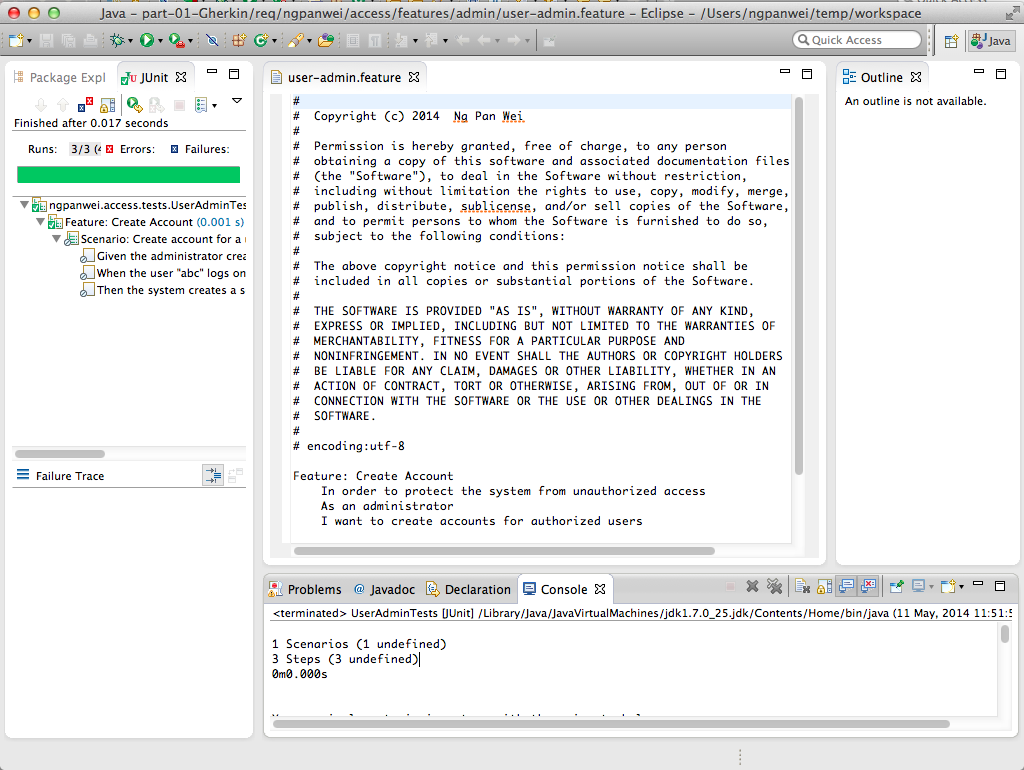 Java - part-01-Gherkin/req/ngpanwei/access/features/admin/user-admin.feature - Eclipse - /Users/ngpanwei/temp/workspace
Quick Access
Java
Package Expl
JUnit
Finished after 0.017 seconds
Runs: 3/3 (4 Errors: Failures:
ngpanwei.access.tests.UserAdminTes
Feature: Create Account (0.001 s)
Scenario: Create account for a
Given the administrator crea
When the user "abc" logs on
Then the system creates a s
Failure Trace
user-admin.feature
#
# Copyright (c) 2014 Ng Pan Wei
#
# Permission is hereby granted, free of charge, to any person
# obtaining a copy of this software and associated documentation files
# (the "Software"), to deal in the Software without restriction,
# including without limitation the rights to use, copy, modify, merge,
# publish, distribute, sublicense, and/or sell copies of the Software,
# and to permit persons to whom the Software is furnished to do so,
# subject to the following conditions:
#
# The above copyright notice and this permission notice shall be
# included in all copies or substantial portions of the Software.
#
# THE SOFTWARE IS PROVIDED "AS IS", WITHOUT WARRANTY OF ANY KIND,
# EXPRESS OR IMPLIED, INCLUDING BUT NOT LIMITED TO THE WARRANTIES OF
# MERCHANTABILITY, FITNESS FOR A PARTICULAR PURPOSE AND
# NONINFRINGEMENT. IN NO EVENT SHALL THE AUTHORS OR COPYRIGHT HOLDERS
# BE LIABLE FOR ANY CLAIM, DAMAGES OR OTHER LIABILITY, WHETHER IN AN
# ACTION OF CONTRACT, TORT OR OTHERWISE, ARISING FROM, OUT OF OR IN
# CONNECTION WITH THE SOFTWARE OR THE USE OR OTHER DEALINGS IN THE
# SOFTWARE.
#
# encoding:utf-8
Feature: Create Account
In order to protect the system from unauthorized access
As an administrator
I want to create accounts for authorized users
Outline
An outline is not available.
Problems
@ Javadoc
Declaration
Console
<terminated> UserAdminTests [JUnit] /Library/Java/JavaVirtualMachines/jdk1.7.0_25.jdk/Contents/Home/bin/java (11 May, 2014 11:51:5
1 Scenarios (1 undefined)
3 Steps (3 undefined)
0m0.000s